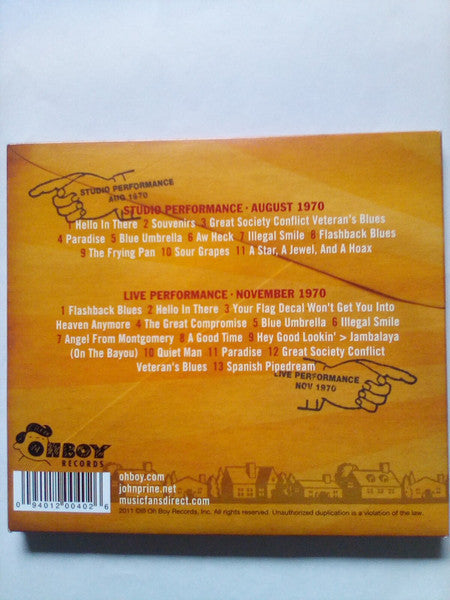 STUDIO PERFORMANCE
AUG 1970
STUDIO PERFORMANCE · AUGUST 1970
1 Hello In There 2 Souvenirs 3 Great Society Conflict Veteran's Blues
4 Paradise 5 Blue Umbrella 6 Aw Heck 7 Illegal Smile 8 Flashback Blues
9 The Frying Pan 10 Sour Grapes 11 A Star, A Jewel, And A Hoax
LIVE PERFORMANCE · NOVEMBER 1970
1 Flashback Blues 2 Hello In There 3 Your Flag Decal Won't Get You Into
Heaven Anymore 4 The Great Compromise 5 Blue Umbrella 6 Illegal Smile
7 Angel From Montgomery 8 A Good Time 9 Hey Good Lookin' > Jambalaya
(On The Bayou) 10 Quiet Man 11 Paradise 12 Great Society Conflict
Veteran's Blues 13 Spanish Pipedream
LIVE PERFORMANCE
NOV 1970
OH BOY
RECORDS
ohboy.com
johnprine.net
musicfansdirect.com
0 94012 00402 6
2011 ©℗ Oh Boy Records, Inc. All rights reserved. Unauthorized duplication is a violation of the law.